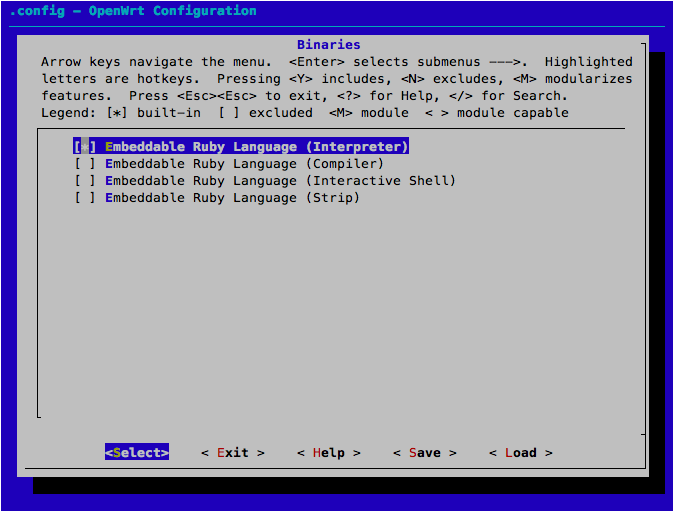 .config – OpenWrt Configuration
Binaries
Arrow keys navigate the menu.  <Enter> selects submenus --->.  Highlighted
letters are hotkeys.  Pressing <Y> includes, <N> excludes, <M> modularizes
features.  Press <Esc><Esc> to exit, <?> for Help, </> for Search.
Legend: [*] built-in  [ ] excluded  <M> module  < > module capable
[*] Embeddable Ruby Language (Interpreter)
[ ] Embeddable Ruby Language (Compiler)
[ ] Embeddable Ruby Language (Interactive Shell)
[ ] Embeddable Ruby Language (Strip)
<Select>    < Exit >    < Help >    < Save >    < Load >